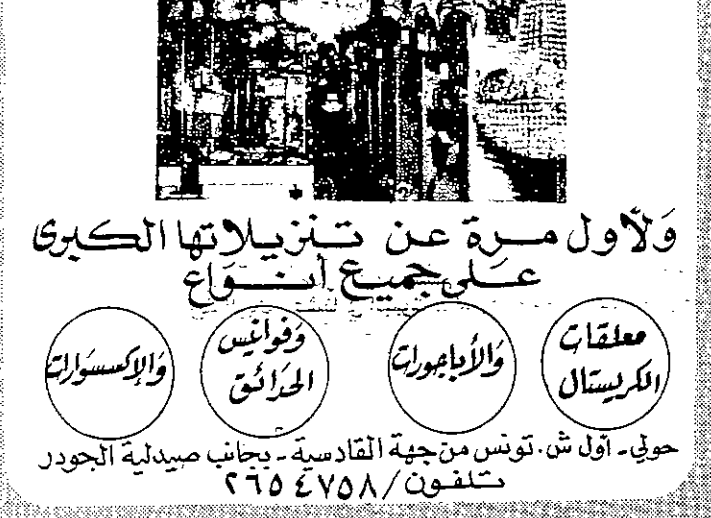 وَلأول مرة عن تنزيلاتها الكبرى
على جميع أنواع
معلقات
الكريستال
والأباجورات
وفوانيس
الحدائق
والإكسسوارات
حولي - أول ش. تونس من جهة القادسية - بجانب صيدلية الجودر
تلفون / ٢٦٥٤٧٥٨